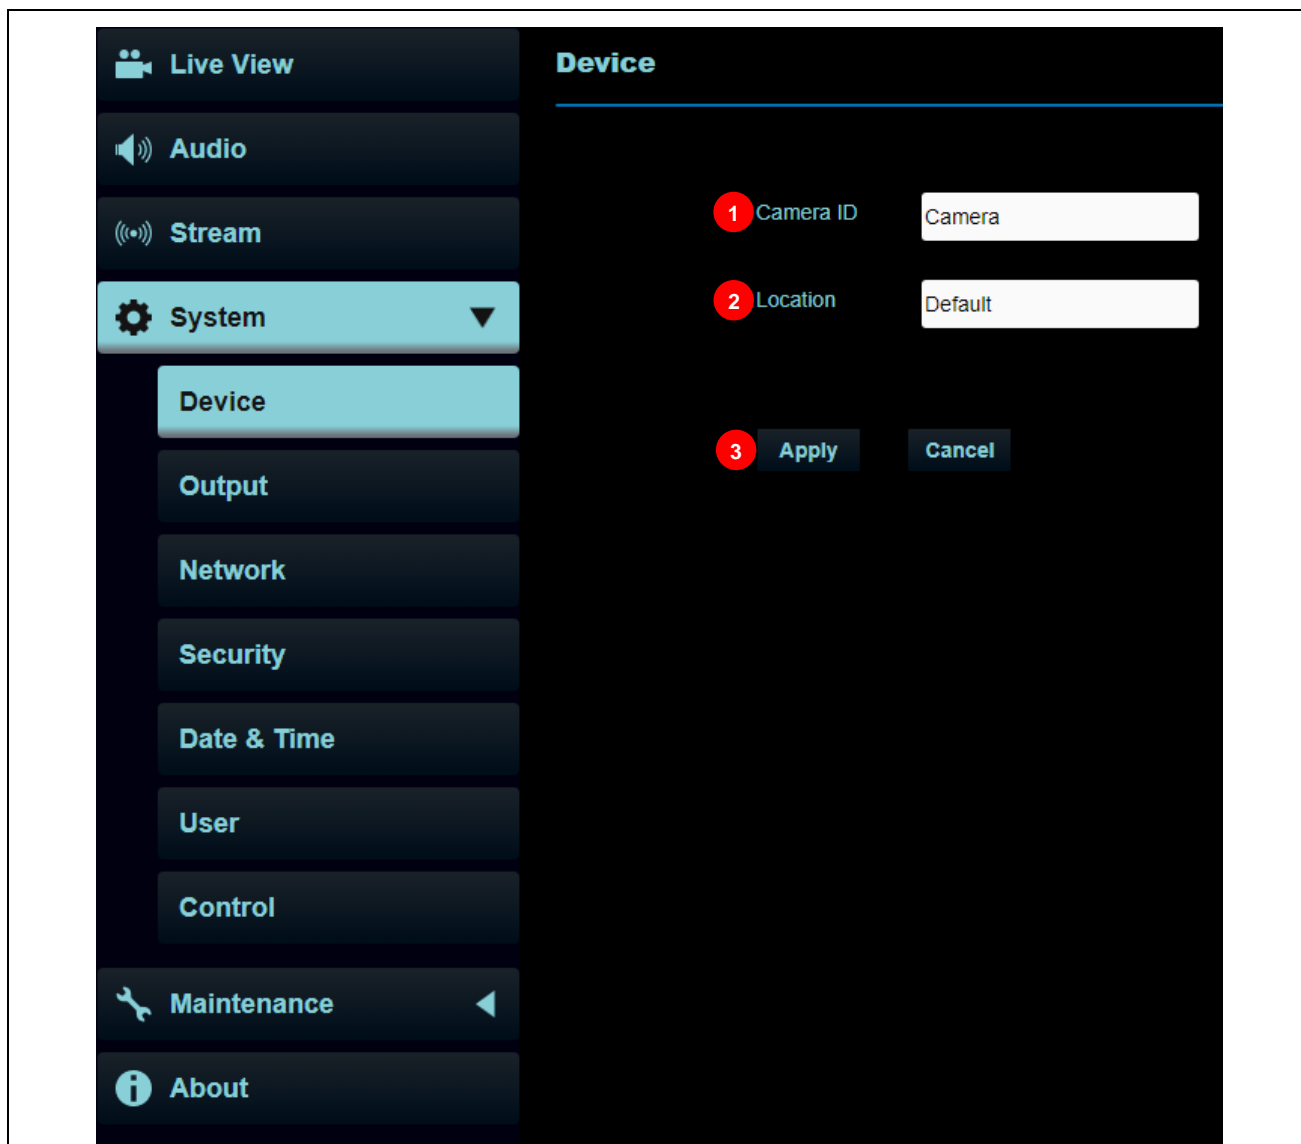 Live View
Audio
Stream
System
Device
Output
Network
Security
Date & Time
User
Control
Maintenance
About
Device
1 Camera ID Camera
2 Location Default
3 Apply Cancel